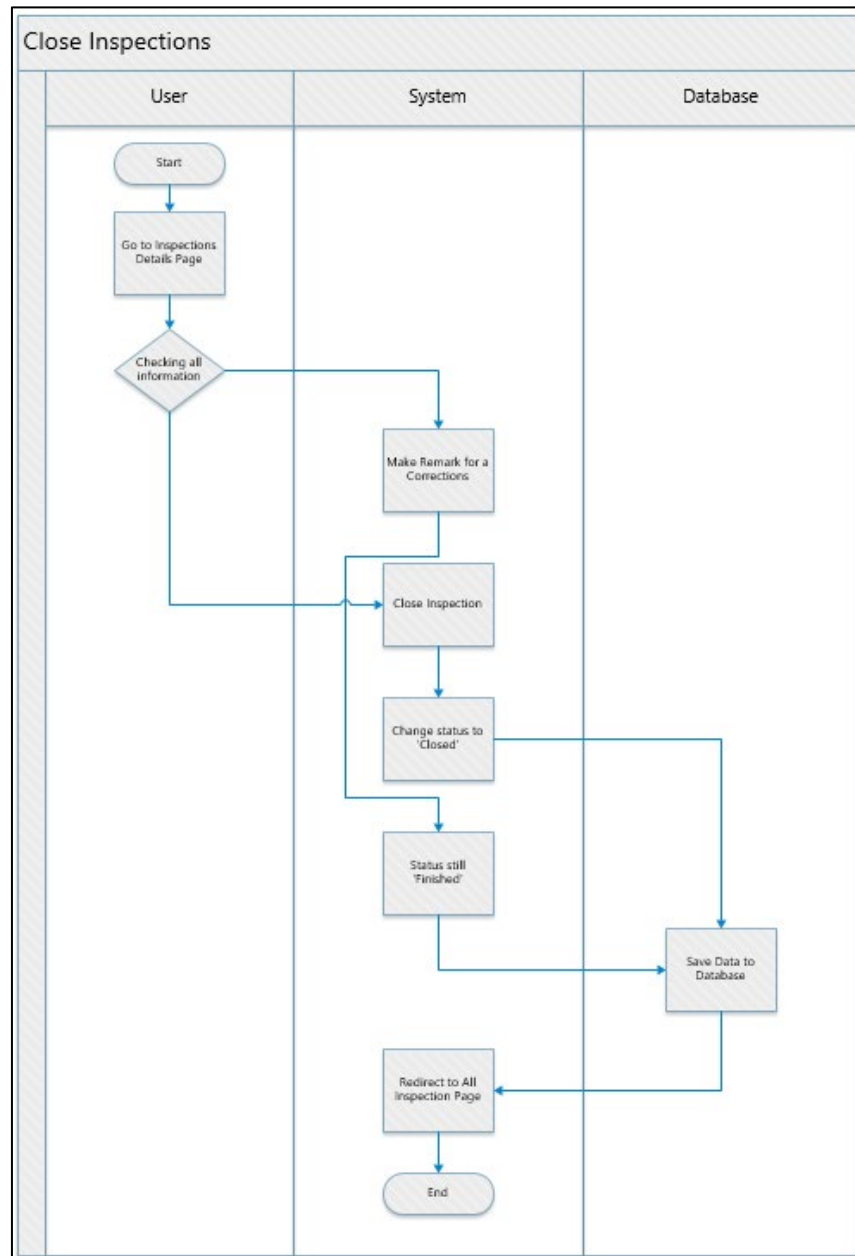 Close Inspections
User
System
Database
Start
Go to Inspections
Details Page
Checking all
information
Make Remark for a
Corrections
Close Inspection
Change status to
'Closed'
Status still
'Finished'
Save Data to
Database
Redirect to All
Inspection Page
End